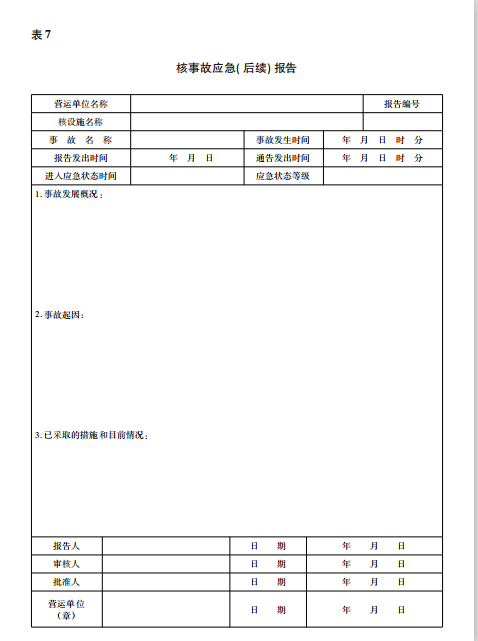 表 7
核事故应急( 后续) 报告
营运单位名称 报告编号
核设施名称
事 故 名 称 事故发生时间 年 月 日 时 分
报告发出时间 年 月 日 通告发出时间 年 月 日 时 分
进入应急状态时间 应急状态等级
1. 事故发展概况:
2. 事故起因:
3. 已采取的措施和目前情况:
报告人 日 期 年 月 日
审核人 日 期 年 月 日
批准人 日 期 年 月 日
营运单位
(章) 日 期 年 月 日